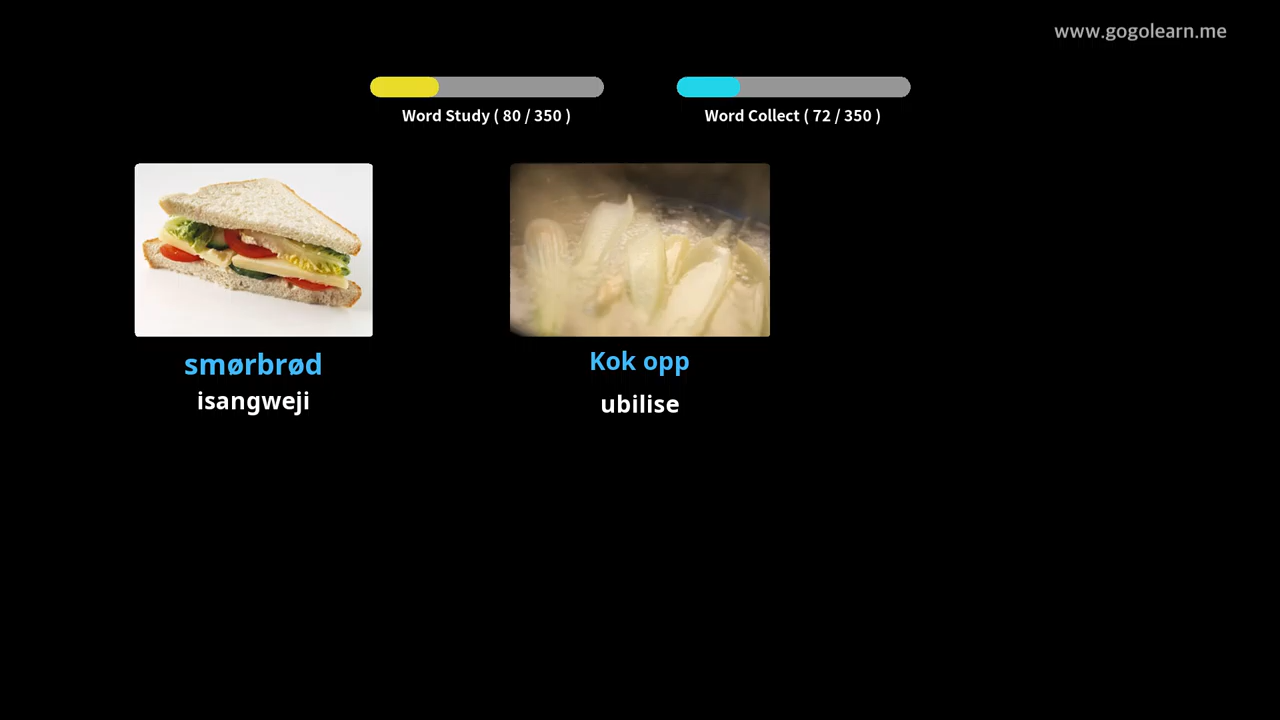 www.gogolearn.me
Word Study ( 80 / 350 )
Word Collect ( 72 / 350 )
smørbrød
isangweji
Kok opp
ubilise